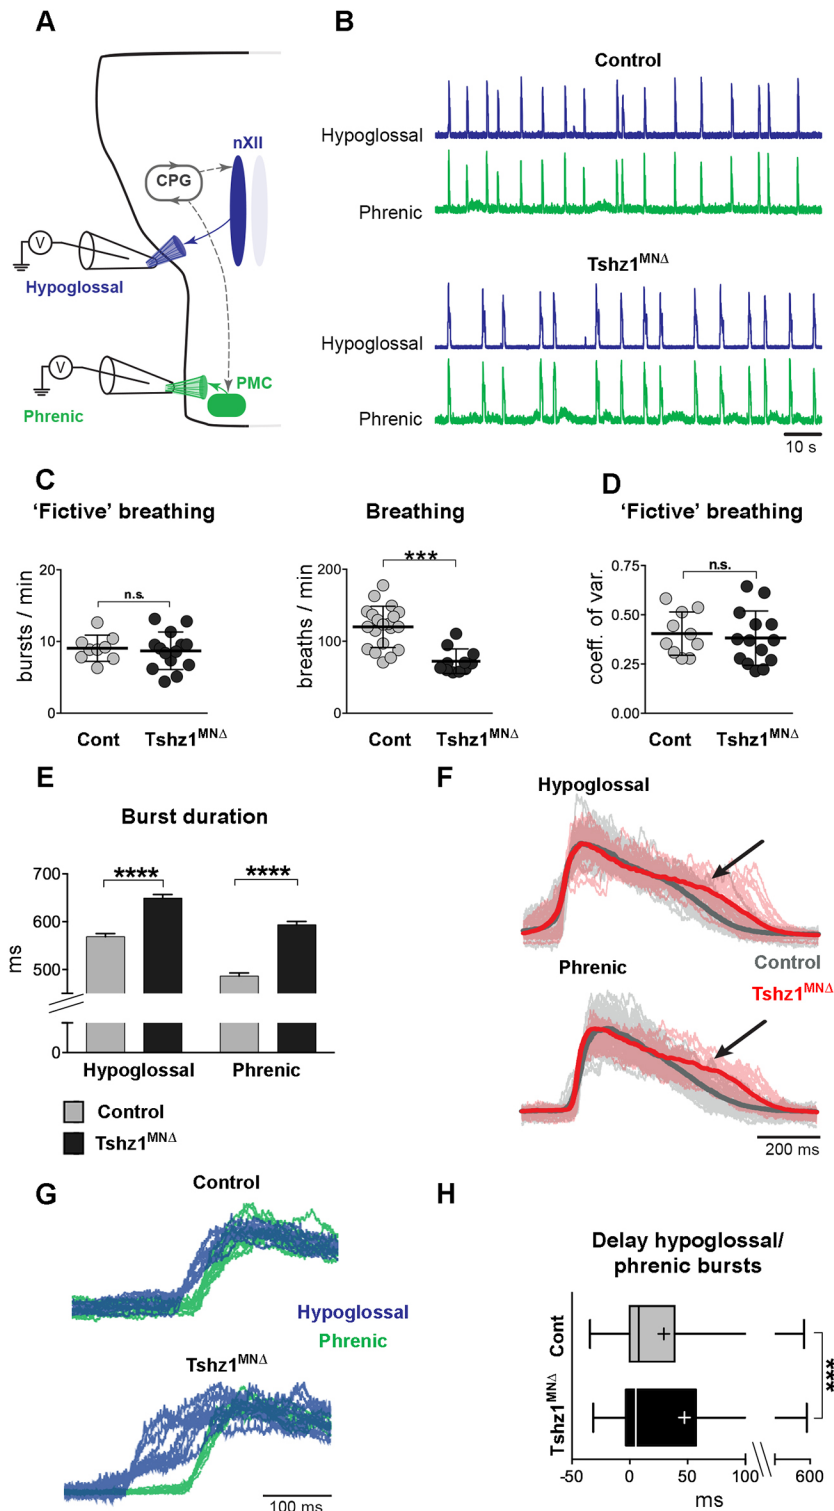 A
nXII
CPG
V
Hypoglossal
V
PMC
Phrenic
B
Control
Hypoglossal
Phrenic
Tshz1MNΔ
Hypoglossal
Phrenic
10 s
C
‘Fictive’ breathing
bursts / min
20
10
0
n.s.
Cont Tshz1MNΔ
Breathing
breaths / min
200
100
0
***
Cont Tshz1MNΔ
D
‘Fictive’ breathing
coeff. of var.
0.75
0.50
0.25
0.00
n.s.
Cont Tshz1MNΔ
E
Burst duration
ms
700
600
500
0
**** ****
Hypoglossal Phrenic
Control
Tshz1MNΔ
F
Hypoglossal
Phrenic
Control
Tshz1MNΔ
200 ms
G
Control
Hypoglossal
Phrenic
Tshz1MNΔ
100 ms
H
Delay hypoglossal/
phrenic bursts
Cont
Tshz1MNΔ
***
-50 0 50 100 600
ms